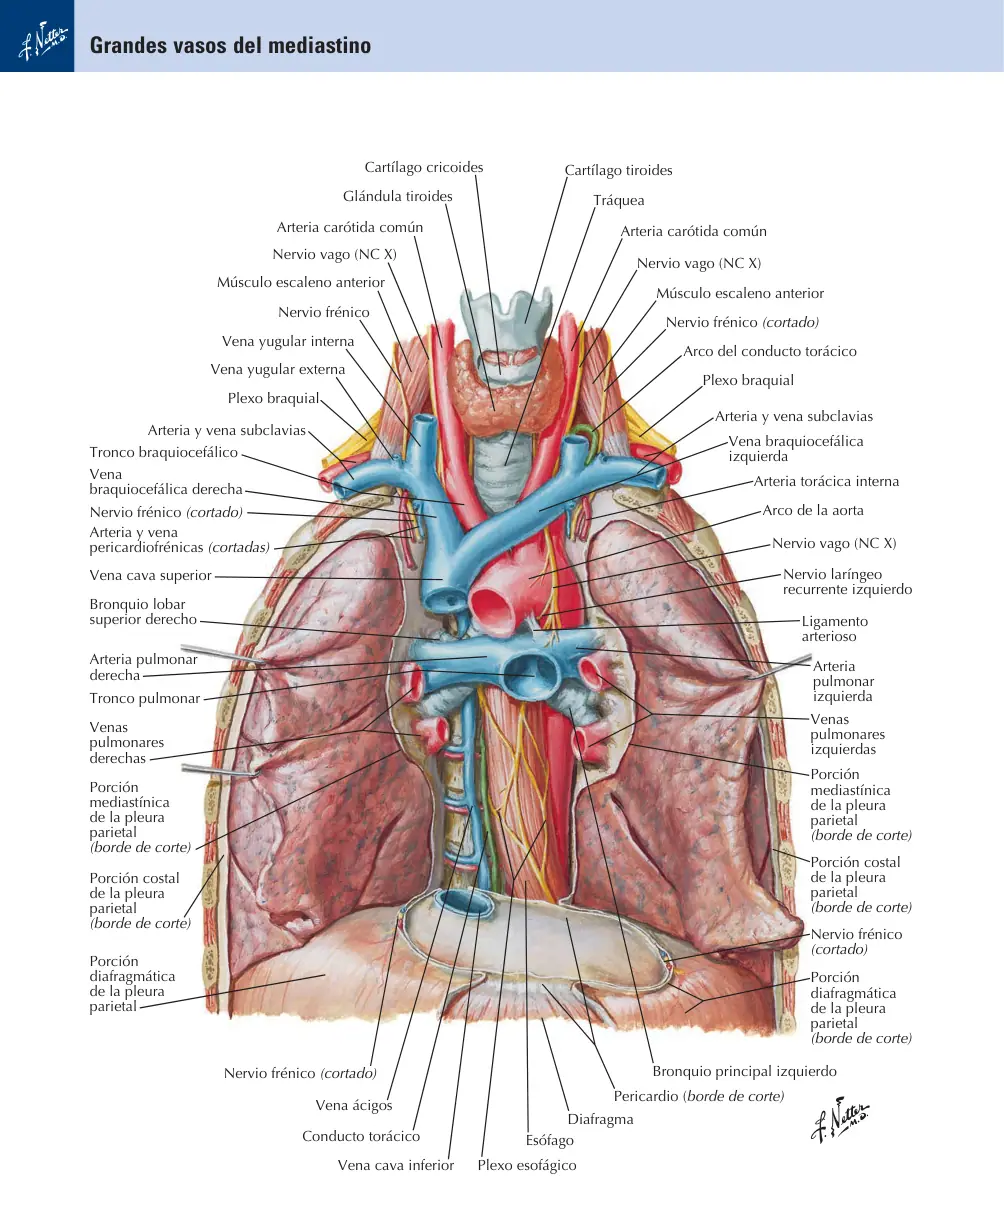 F. Netter M.D.
Grandes vasos del mediastino
Cartílago cricoides
Glándula tiroides
Arteria carótida común
Nervio vago (NC X)
Músculo escaleno anterior
Nervio frénico
Vena yugular interna
Vena yugular externa
Plexo braquial
Arteria y vena subclavias
Tronco braquiocefálico
Vena
braquiocefálica derecha
Nervio frénico (cortado)
Arteria y vena
pericardiofrénicas (cortadas)
Vena cava superior
Bronquio lobar
superior derecho
Arteria pulmonar
derecha
Tronco pulmonar
Venas
pulmonares
derechas
Porción
mediastínica
de la pleura
parietal
(borde de corte)
Porción costal
de la pleura
parietal
(borde de corte)
Porción
diafragmática
de la pleura
parietal
Cartílago tiroides
Tráquea
Arteria carótida común
Nervio vago (NC X)
Músculo escaleno anterior
Nervio frénico (cortado)
Arco del conducto torácico
Plexo braquial
Arteria y vena subclavias
Vena braquiocefálica
izquierda
Arteria torácica interna
Arco de la aorta
Nervio vago (NC X)
Nervio laríngeo
recurrente izquierdo
Ligamento
arterioso
Arteria
pulmonar
izquierda
Venas
pulmonares
izquierdas
Porción
mediastínica
de la pleura
parietal
(borde de corte)
Porción costal
de la pleura
parietal
(borde de corte)
Nervio frénico
(cortado)
Porción
diafragmática
de la pleura
parietal
(borde de corte)
Nervio frénico (cortado)
Vena ácigos
Conducto torácico
Vena cava inferior
Plexo esofágico
Esófago
Diafragma
Pericardio (borde de corte)
Bronquio principal izquierdo
F. Netter M.D.